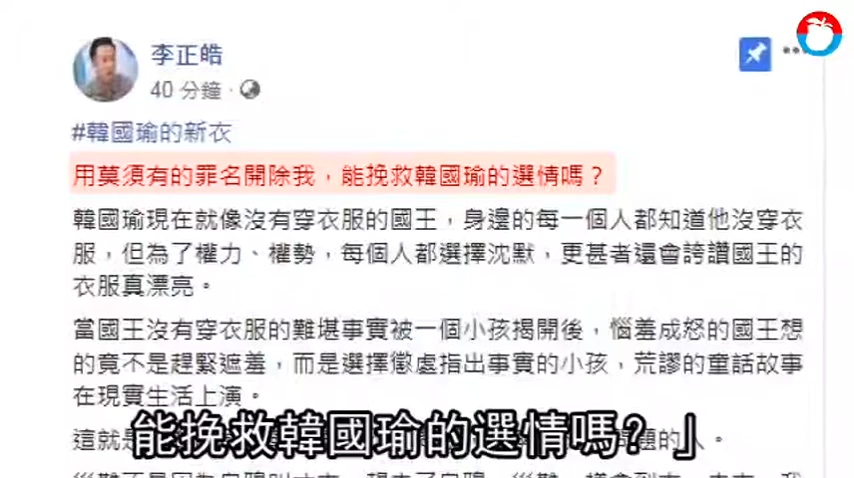 李正皓
40 分鐘 ·
#韓國瑜的新衣
用莫須有的罪名開除我，能挽救韓國瑜的選情嗎？
韓國瑜現在就像沒有穿衣服的國王，身邊的每一個人都知道他沒穿衣
服，但為了權力、權勢，每個人都選擇沈默，更甚者還會誇讚國王的
衣服真漂亮。
當國王沒有穿衣服的難堪事實被一個小孩揭開後，惱羞成怒的國王想
的竟不是趕緊遮羞，而是選擇懲處指出事實的小孩，荒謬的童話故事
在現實生活上演。
這就是
的人。
能挽救韓國瑜的選情嗎？」